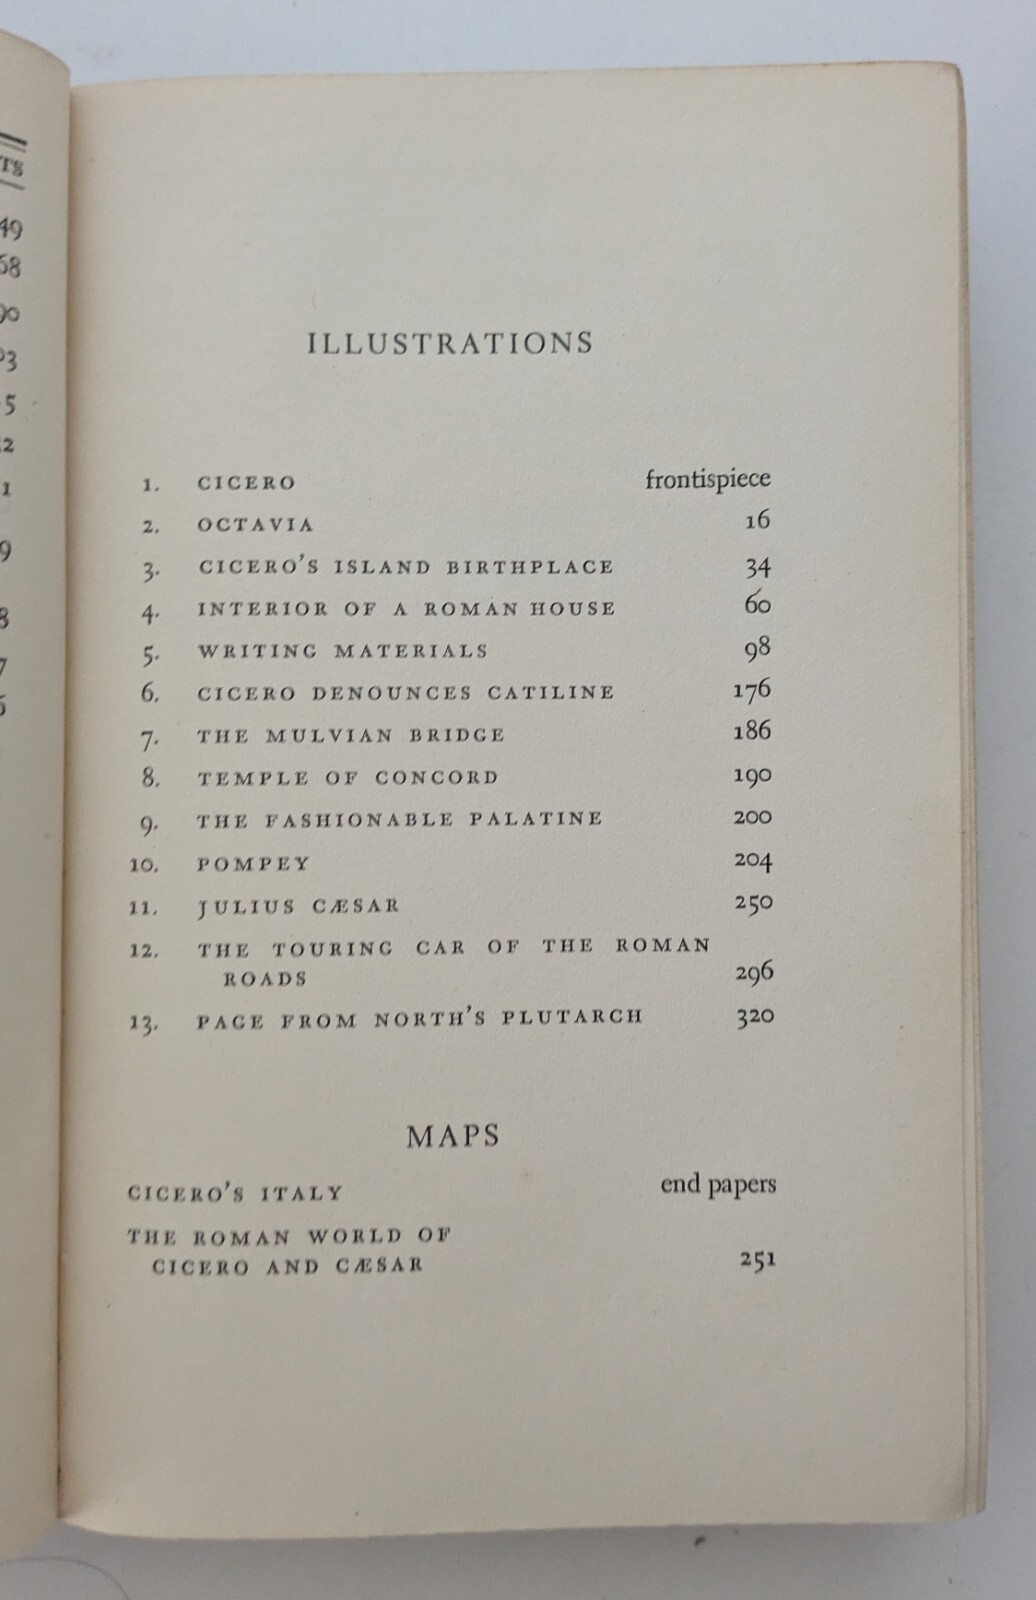 TS
49
68
90
ILLUSTRATIONS
1. CICERO frontispiece
2. OCTAVIA 16
3. CICERO'S ISLAND BIRTHPLACE 34
4. INTERIOR OF A ROMAN HOUSE 60
5. WRITING MATERIALS 98
6. CICERO DENOUNCES CATILINE 176
7. THE MULVIAN BRIDGE 186
8. TEMPLE OF CONCORD 190
9. THE FASHIONABLE PALATINE 200
10. POMPEY 204
11. JULIUS CÆSAR 250
12. THE TOURING CAR OF THE ROMAN
ROADS 296
13. PAGE FROM NORTH'S PLUTARCH 320
MAPS
CICERO'S ITALY end papers
THE ROMAN WORLD OF
CICERO AND CÆSAR 251